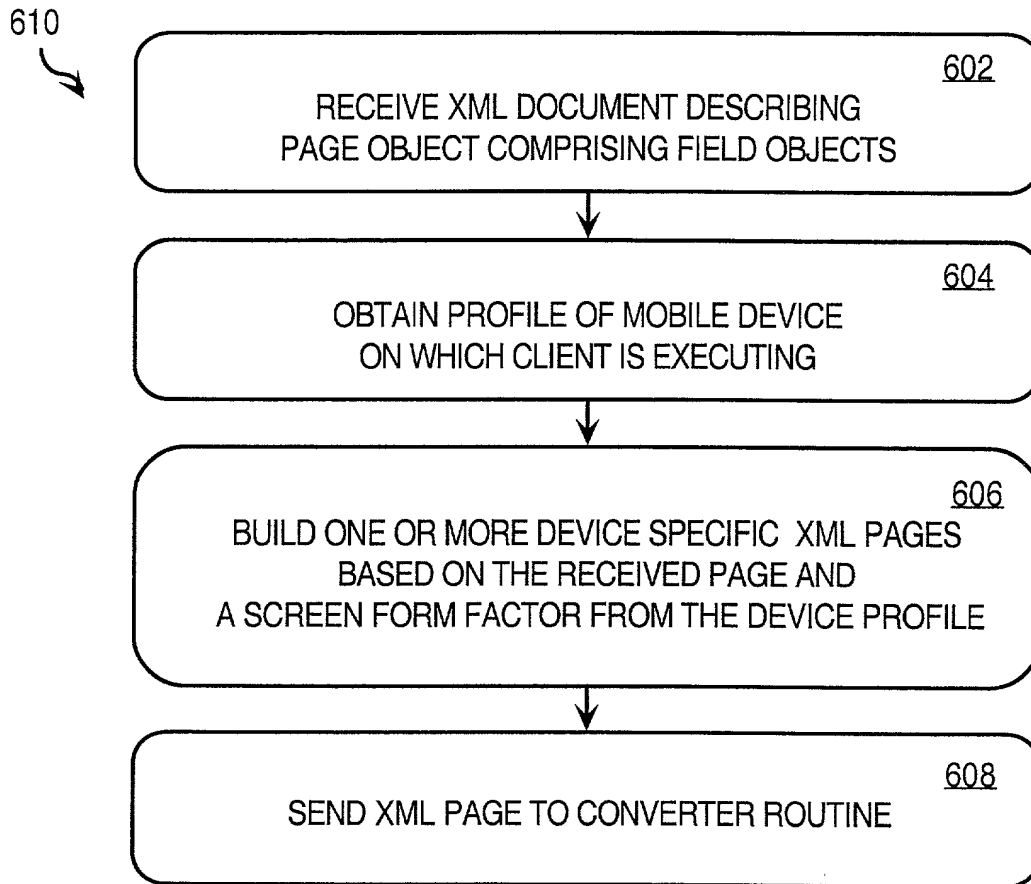 610
602
RECEIVE XML DOCUMENT DESCRIBING
PAGE OBJECT COMPRISING FIELD OBJECTS
604
OBTAIN PROFILE OF MOBILE DEVICE
ON WHICH CLIENT IS EXECUTING
606
BUILD ONE OR MORE DEVICE SPECIFIC XML PAGES
BASED ON THE RECEIVED PAGE AND
A SCREEN FORM FACTOR FROM THE DEVICE PROFILE
608
SEND XML PAGE TO CONVERTER ROUTINE